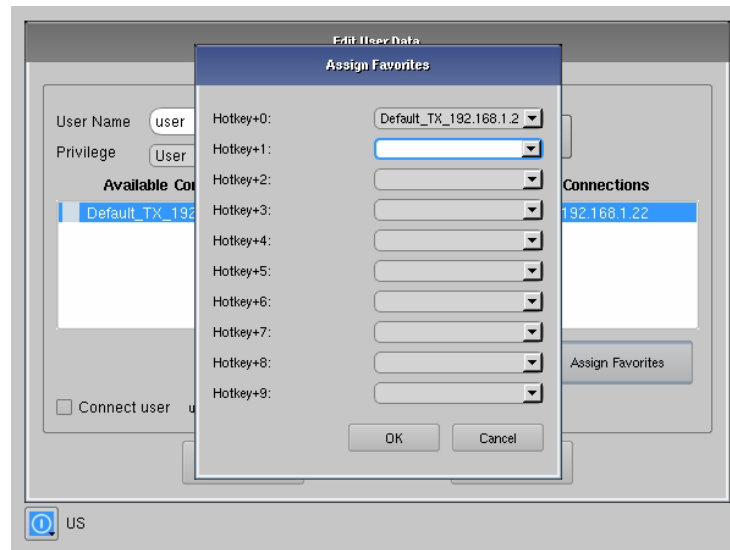 Edit User Data
Assign Favorites
User Name user
Privilege User
Available Connections
Default_TX_192 192.168.1.22
Hotkey+0: Default_TX_192.168.1.2
Hotkey+1:
Hotkey+2:
Hotkey+3:
Hotkey+4:
Hotkey+5:
Hotkey+6:
Hotkey+7:
Hotkey+8:
Hotkey+9:
Assign Favorites
Connect user
OK Cancel
US